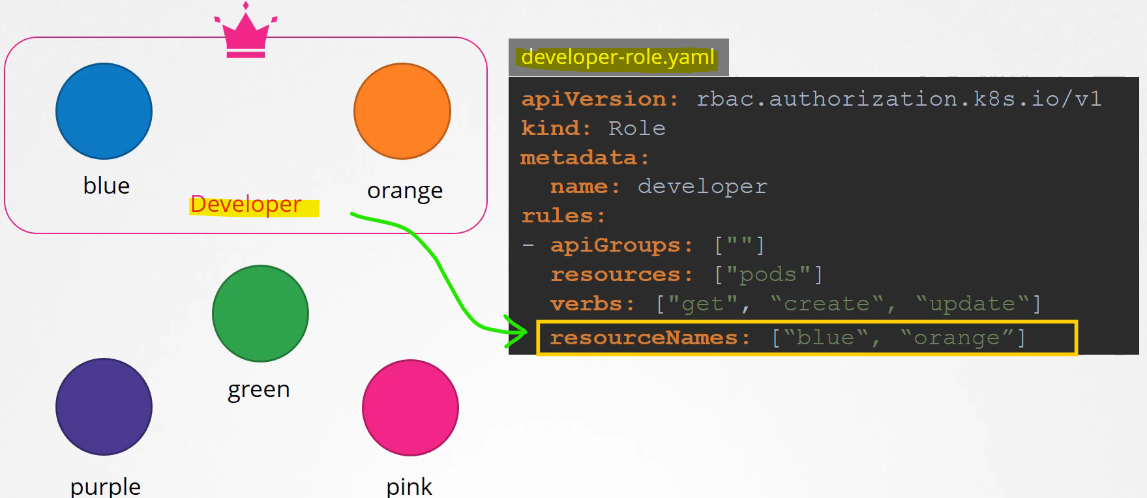 blue
orange
Developer
green
purple
pink
developer-role.yaml
apiVersion: rbac.authorization.k8s.io/v1
kind: Role
metadata:
  name: developer
rules:
- apiGroups: [""]
  resources: ["pods"]
  verbs: ["get", “create“, “update“]
  resourceNames: [“blue“, “orange”]